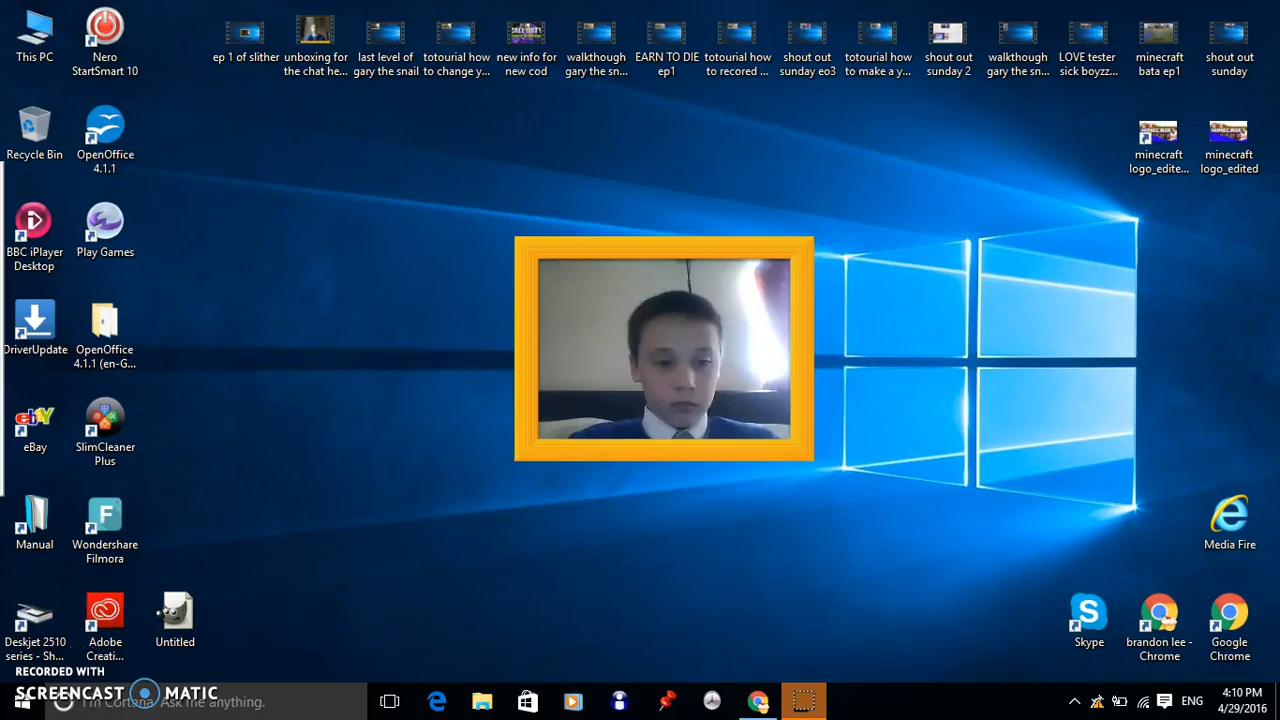 This PC
Nero
StartSmart 10
ep 1 of slither
unboxing for
the chat he...
last level of
gary the snail
totourial how
to change y...
new info for
new cod
walkthough
gary the sn...
EARN TO DIE
ep1
totourial how
to recored ...
shout out
sunday eo3
totourial how
to make a y...
shout out
sunday 2
walkthough
gary the sn...
LOVE tester
sick boyzz...
minecraft
bata ep1
shout out
sunday
Recycle Bin
OpenOffice
4.1.1
MINECRAFT
minecraft
logo_edite...
MINECRAFT
minecraft
logo_edited
BBC iPlayer
Desktop
Play Games
DriverUpdate
OpenOffice
4.1.1 (en-G...
ebay
eBay
SlimCleaner
Plus
Manual
F
Wondershare
Filmora
e
Media Fire
Deskjet 2510
series - Sh...
Adobe
Creati...
Untitled
S
Skype
brandon lee -
Chrome
Google
Chrome
RECORDED WITH
SCREENCAST MATIC
I'm Cortana. Ask me anything.
ENG
4:10 PM
4/29/2016